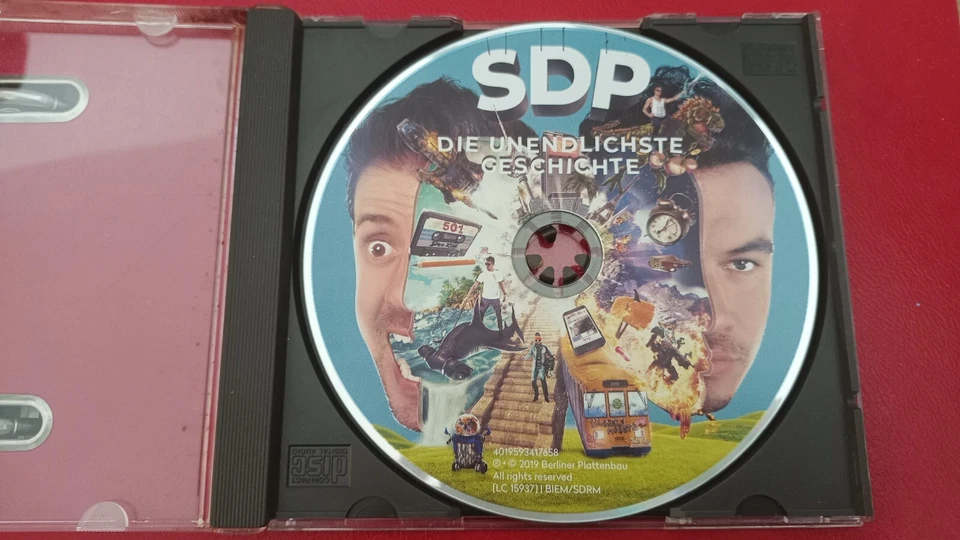 SDP
DIE UNENDLICHSTE
GESCHICHTE
501
4019593417658
℗ + © 2019 Berliner Plattenbau
All rights reserved
[LC 15937] | BIEM/SDRM
COMPACT
disc
DIGITAL AUDIO